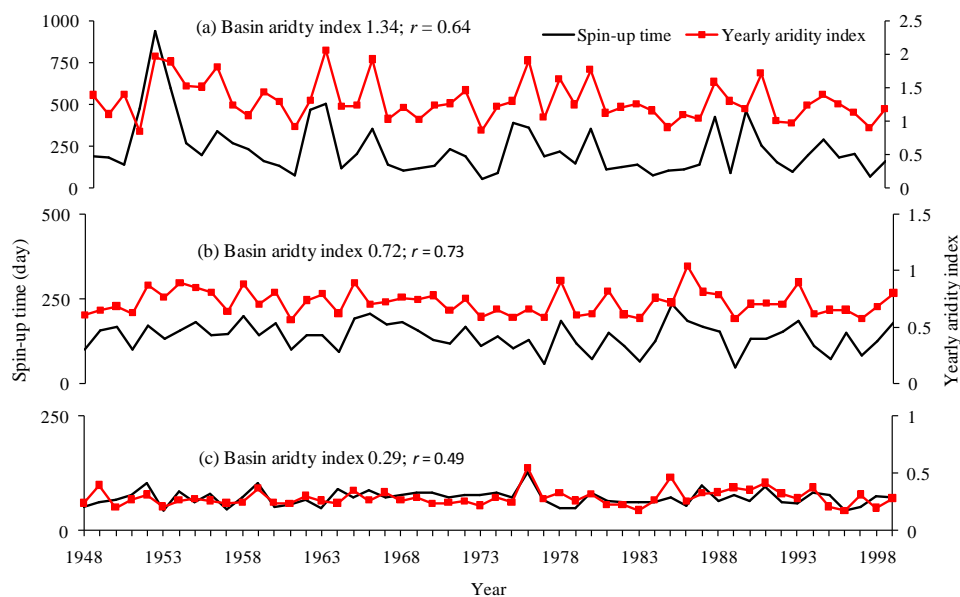 (a) Basin aridty index 1.34; r = 0.64
Spin-up time
Yearly aridity index
1000
750
500
250
0
2.5
2
1.5
1
0.5
0
(b) Basin aridty index 0.72; r = 0.73
500
250
0
1.5
1
0.5
0
Spin-up time (day)
Yearly aridity index
(c) Basin aridty index 0.29; r = 0.49
250
0
1
0.5
0
1948 1953 1958 1963 1968 1973 1978 1983 1988 1993 1998
Year